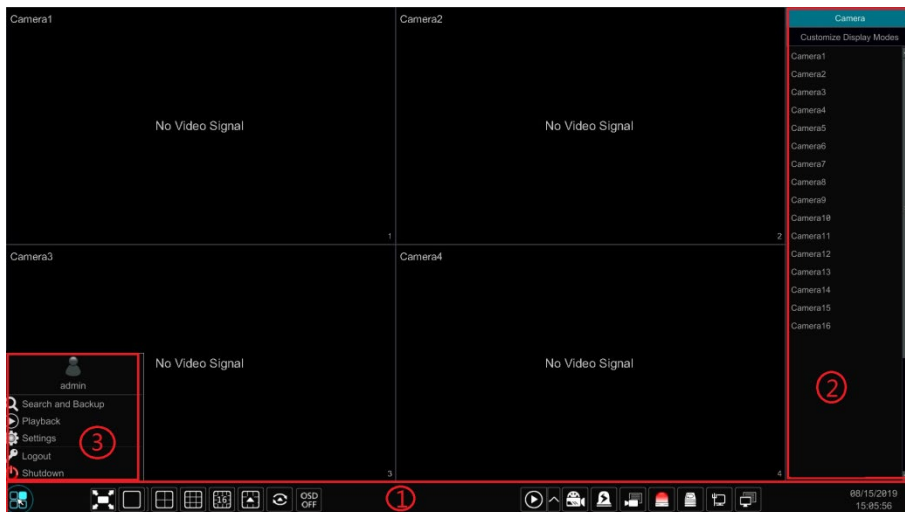 Camera1
Camera2
Camera
Customize Display Modes
Camera1
Camera2
Camera3
Camera4
Camera5
Camera6
Camera7
Camera8
Camera9
Camera10
Camera11
Camera12
Camera13
Camera14
Camera15
Camera16
No Video Signal
No Video Signal
1
2
Camera3
Camera4
No Video Signal
No Video Signal
3
4
admin
Search and Backup
Playback
Settings
Logout
Shutdown
③
②
①
16
OSD
OFF
08/15/2019
15:05:56